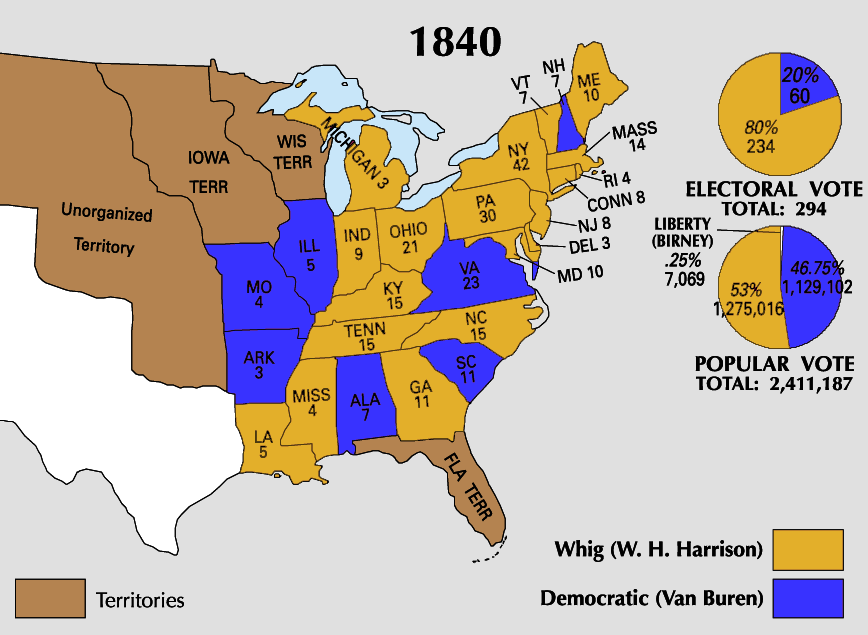 1840
VT
7
NH
7
ME
10
MASS
14
RI 4
CONN 8
NJ 8
DEL 3
MD 10
NY
42
PA
30
MICHIGAN 3
WIS
TERR
IOWA
TERR
Unorganized
Territory
ILL
5
IND
9
OHIO
21
VA
23
MO
4
KY
15
NC
15
TENN
15
ARK
3
SC
11
MISS
4
ALA
7
GA
11
LA
5
FLA TERR
20%
60
80%
234
ELECTORAL VOTE
TOTAL: 294
LIBERTY
(BIRNEY)
.25%
7,069
46.75%
1,129,102
53%
1,275,016
POPULAR VOTE
TOTAL: 2,411,187
Whig (W. H. Harrison)
Democratic (Van Buren)
Territories